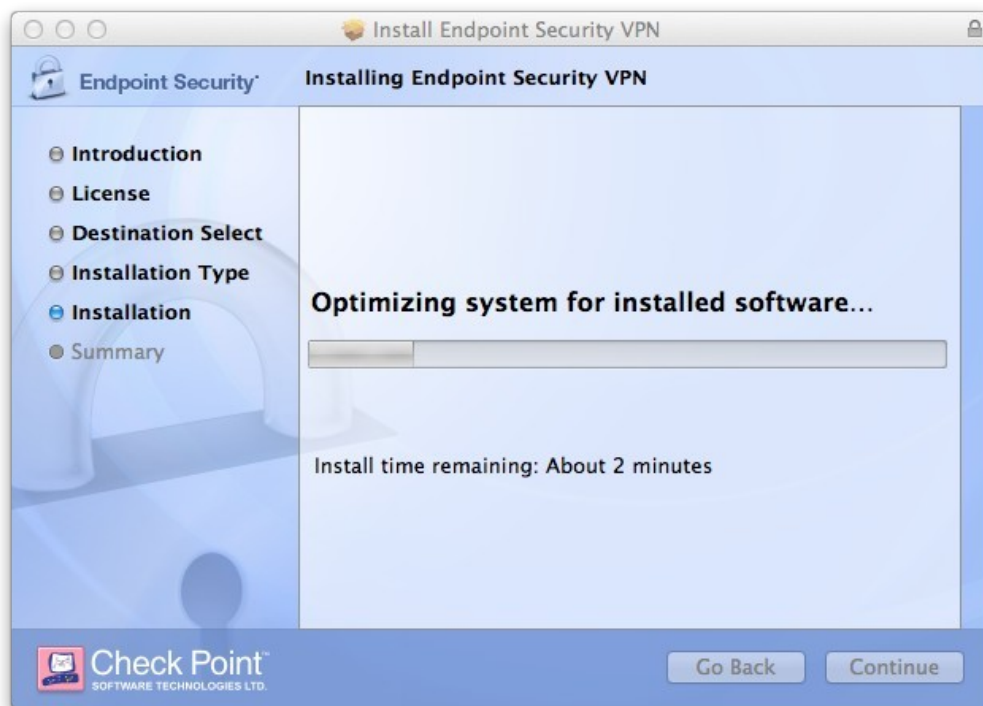 Install Endpoint Security VPN
Endpoint Security
Installing Endpoint Security VPN
Introduction
License
Destination Select
Installation Type
Installation
Summary
Optimizing system for installed software...
Install time remaining: About 2 minutes
Check Point™
SOFTWARE TECHNOLOGIES LTD.
Go Back
Continue